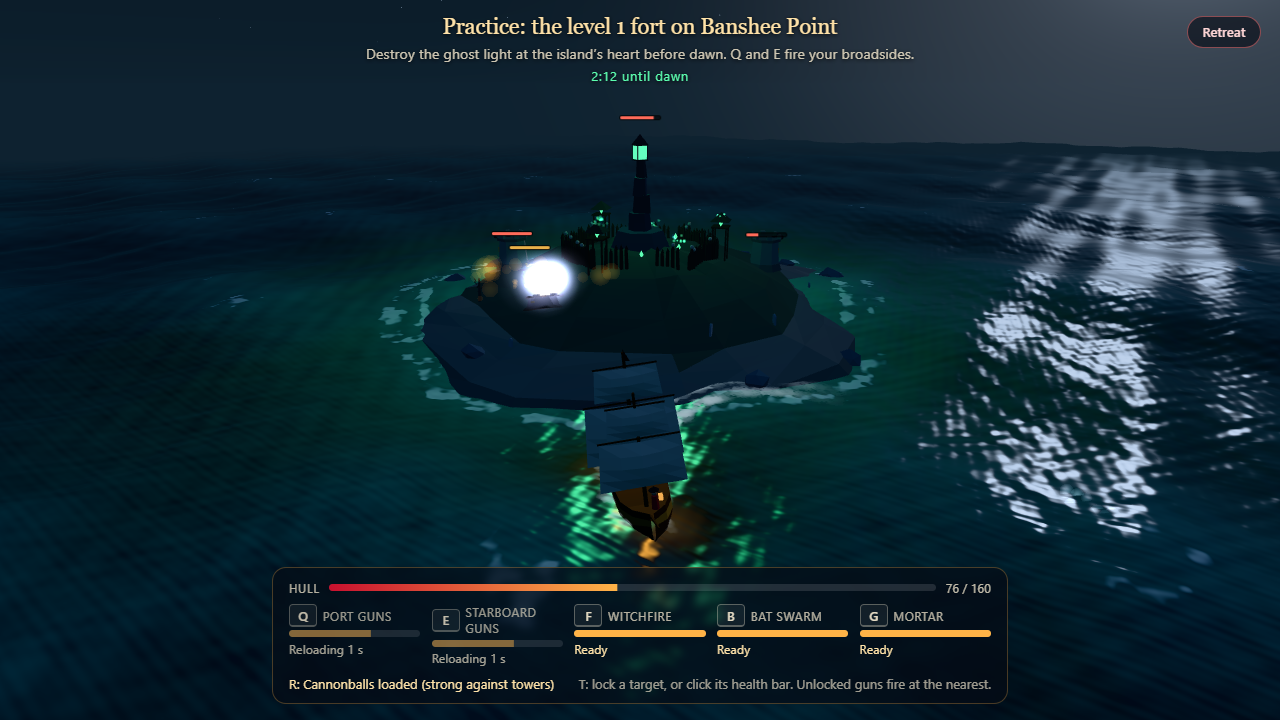 Practice: the level 1 fort on Banshee Point
Retreat
Destroy the ghost light at the island's heart before dawn. Q and E fire your broadsides.
2:12 until dawn
HULL 76 / 160
Q PORT GUNS
Reloading 1 s
E STARBOARD GUNS
Reloading 1 s
F WITCHFIRE
Ready
B BAT SWARM
Ready
G MORTAR
Ready
R: Cannonballs loaded (strong against towers)
T: lock a target, or click its health bar. Unlocked guns fire at the nearest.